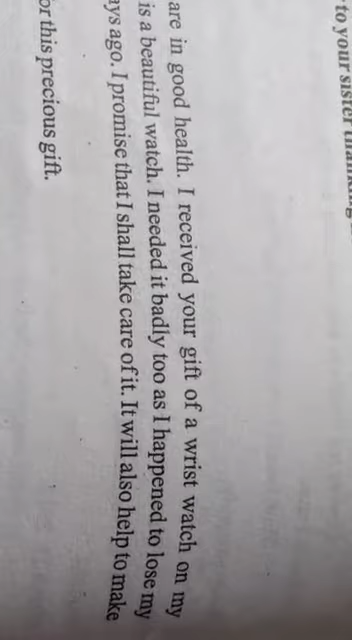 to your sister
are in good health. I received your gift of a wrist watch on my
is a beautiful watch. I needed it badly too as I happened to lose my
ays ago. I promise that I shall take care of it. It will also help to make
or this precious gift.